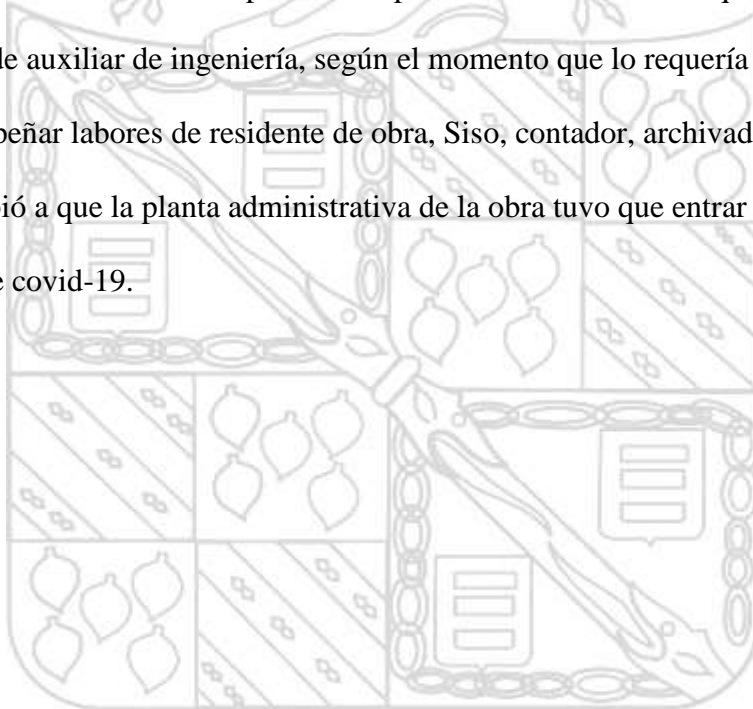 de auxiliar de ingeniería, según el momento que lo requería
peñar labores de residente de obra, Siso, contador, archivad
ió a que la planta administrativa de la obra tuvo que entrar
e covid-19.